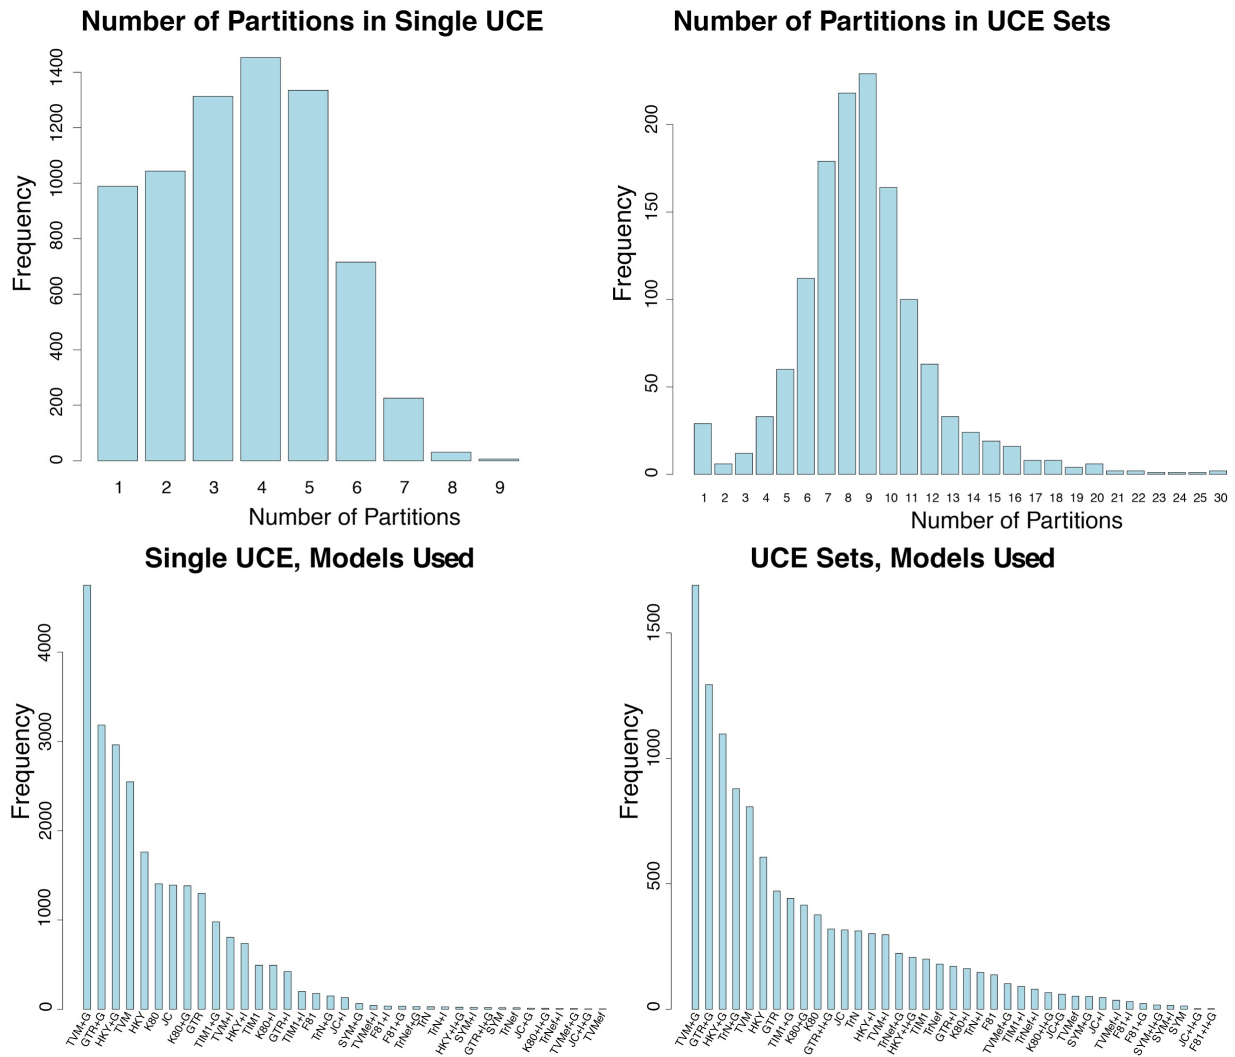 Number of Partitions in Single UCE
Frequency
0 200 400 600 800 1000 1200 1400
1 2 3 4 5 6 7 8 9
Number of Partitions
Number of Partitions in UCE Sets
Frequency
0 50 100 150 200
1 2 3 4 5 6 7 8 9 10 11 12 13 14 15 16 17 18 19 20 21 22 23 24 25 30
Number of Partitions
Single UCE, Models Used
Frequency
0 1000 2000 3000 4000
TVM+G GTR+G HKY+G TVM HKY K80 JC K80+G GTR TIM1+G TVM+I HKY+I TIM1 K80+I GTR+I TIM1+I F81 TrN+G JC+I SYM+G TVMef+I F81+I F81+G TrNef+G TrN TrN+I HKY+I+G SYM+I GTR+I+G SYM TrNef JC+G K80+I+G TrNef+I TVMef+G JC+I+G TVMef
UCE Sets, Models Used
Frequency
0 500 1000 1500
TVM+G GTR+G HKY+G TrN+G TVM HKY GTR TIM1+G K80+G K80 GTR+I+G JC TrN HKY+I TVM+I TrNef+G HKY+I+G TIM1 TrNef GTR+I K80+I TrN+I F81 TVMef+G TIM1+I TrNef+I K80+I+G JC+G TVMef SYM+G JC+I TVMef+I F81+I F81+G SYM+I+G SYM+I SYM JC+I+G F81+I+G